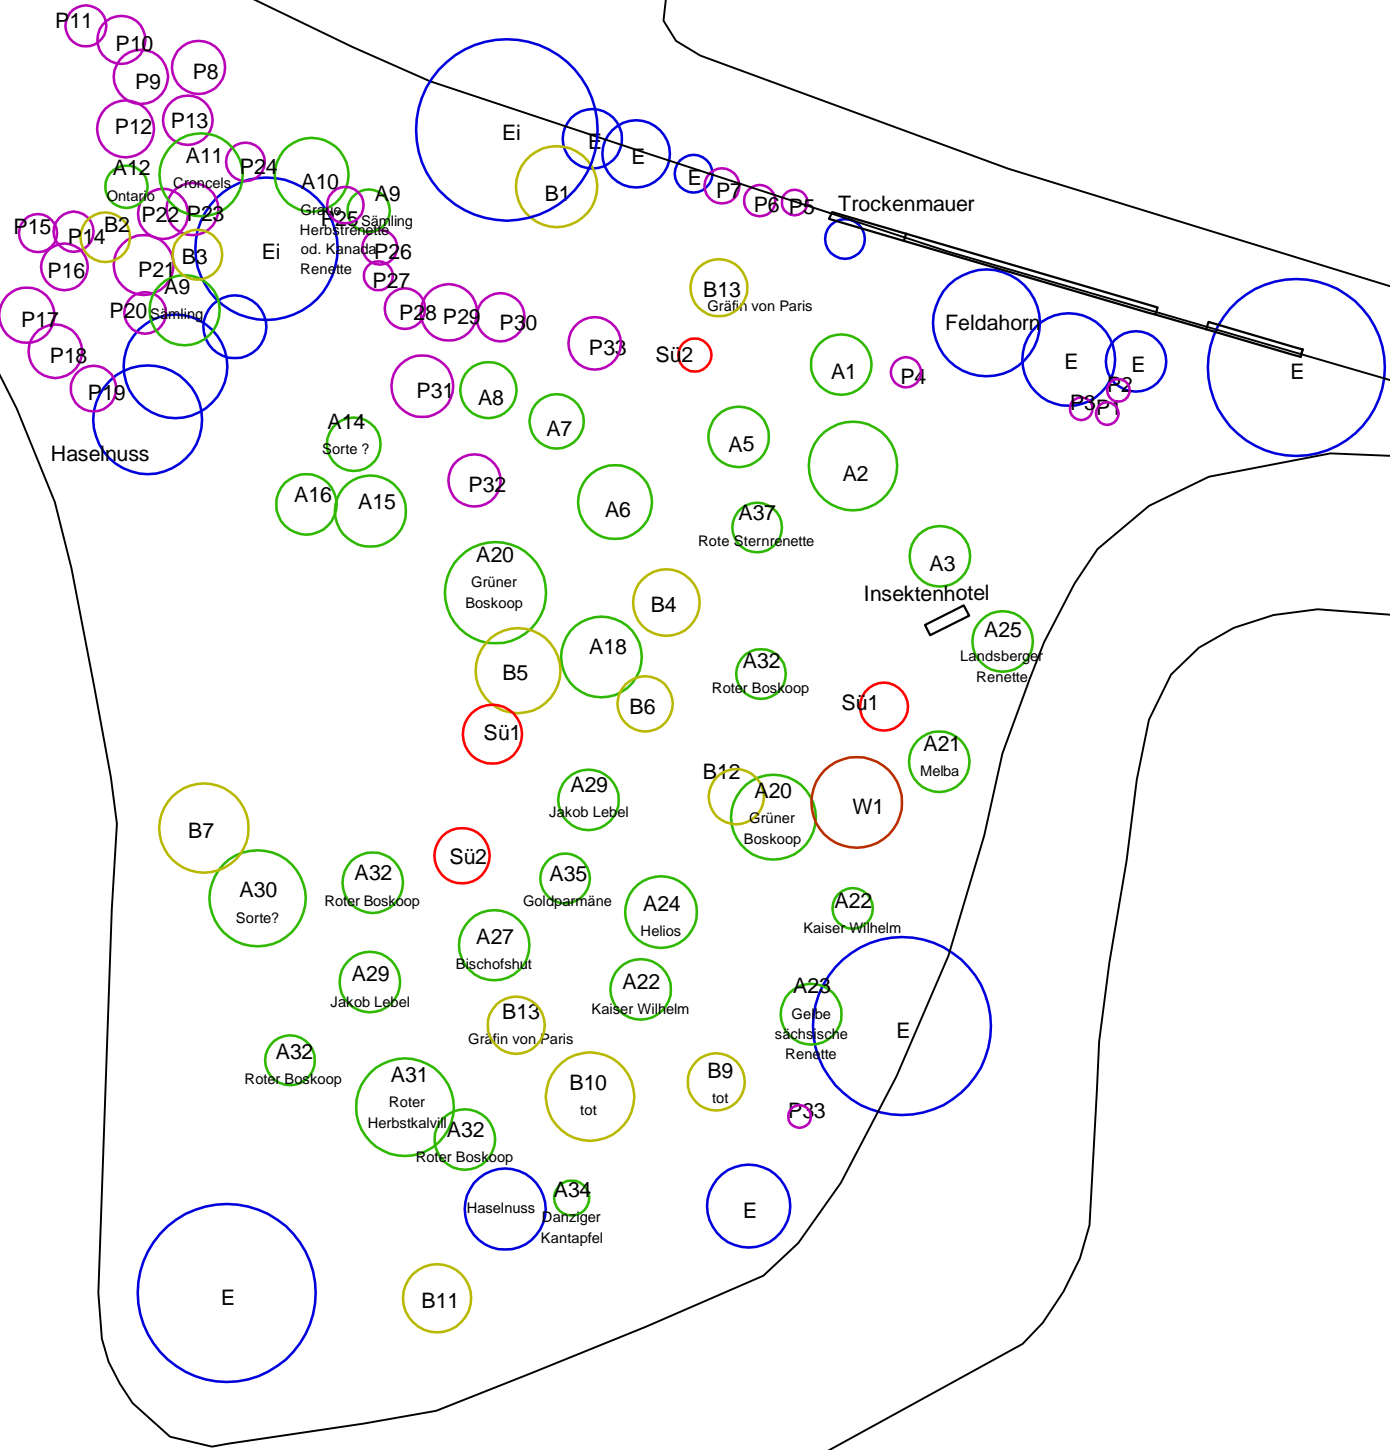 P11
P10
P8
P9
P12
P13
Ei
E
E
E
A11
Croncels
P24
A12
Ontario
A10
Graue
Herbstrenette
od. Kanada
Renette
P25
A9
Sämling
B1
P7
P6
P5
Trockenmauer
P22
P23
P15
P14
B2
P16
P21
B3
Ei
P26
P27
A9
Sämling
P20
P17
P18
P19
Haselnuss
P28
P29
P30
P33
B13
Gräfin von Paris
Sü2
Feldahorn
E
E
E
A1
P4
P2
P3
P1
P31
A8
A7
A14
Sorte ?
A5
A2
A16
A15
P32
A6
A37
Rote Sternrenette
A3
A20
Grüner
Boskoop
Insektenhotel
B4
A25
Landsberger
Renette
A18
B5
A32
Roter Boskoop
B6
Sü1
Sü1
A21
Melba
B12
A29
Jakob Lebel
A20
Grüner
Boskoop
W1
B7
Sü2
A30
Sorte?
A32
Roter Boskoop
A35
Goldparmäne
A24
Helios
A22
Kaiser Wilhelm
A27
Bischofshut
A29
Jakob Lebel
A22
Kaiser Wilhelm
A23
Gelbe
sächsische
Renette
E
B13
Gräfin von Paris
A32
Roter Boskoop
A31
Roter
Herbstkalvill
B10
tot
B9
tot
P33
A32
Roter Boskoop
Haselnuss
A34
Danziger
Kantapfel
E
E
B11